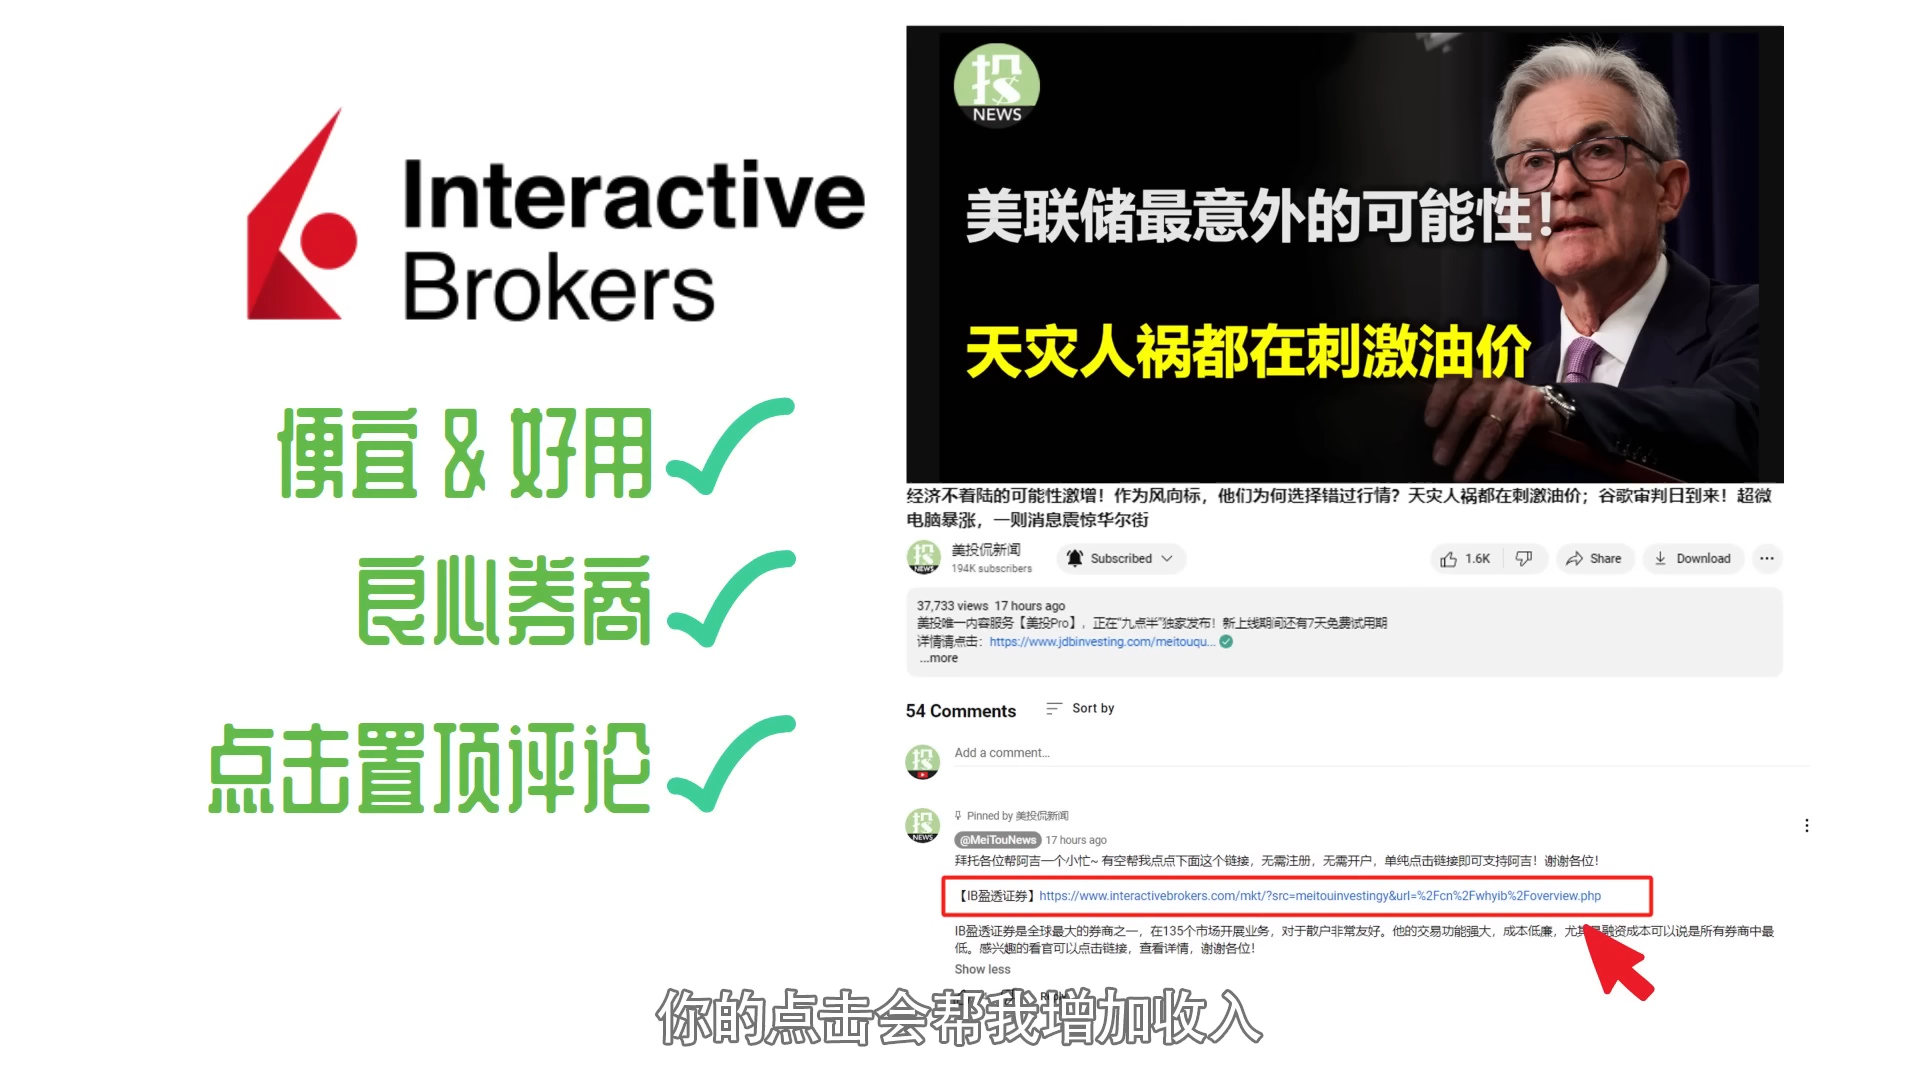 Interactive
Brokers
便宜 & 好用
良心券商
点击置顶评论
投
NEWS
美联储最意外的可能性!
天灾人祸都在刺激油价
经济不着陆的可能性激增！作为风向标，他们为何选择错过行情？天灾人祸都在刺激油价；谷歌审判日到来！超微
电脑暴涨，一则消息震惊华尔街
美投侃新闻
194K subscribers
Subscribed
1.6K
Share
Download
37,733 views 17 hours ago
美投唯一内容服务【美投Pro】，正在“九点半”独家发布！新上线期间还有7天免费试用期
详情请点击： https://www.jdbinvesting.com/meitouqu...
...more
54 Comments
Sort by
Add a comment...
Pinned by 美投侃新闻
@MeiTouNews 17 hours ago
拜托各位帮阿吉一个小忙~ 有空帮我点点下面这个链接，无需注册，无需开户，单纯点击链接即可支持阿吉！谢谢各位！
【IB盈透证券】https://www.interactivebrokers.com/mkt/?src=meitouinvestingy&url=%2Fcn%2Fwhyib%2Foverview.php
IB盈透证券是全球最大的券商之一，在135个市场开展业务，对于散户非常友好。他的交易功能强大，成本低廉，尤其是融资成本可以说是所有券商中最
低。感兴趣的看官可以点击链接，查看详情，谢谢各位！
Show less
你的点击会帮我增加收入